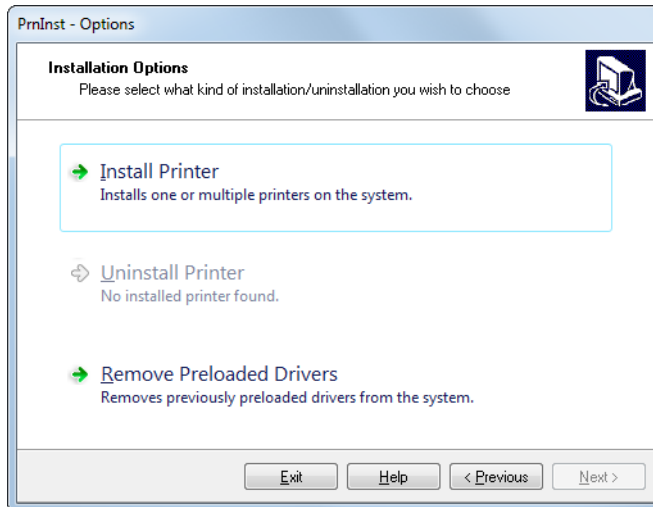 PrnInst - Options
Installation Options
Please select what kind of installation/uninstallation you wish to choose
Install Printer
Installs one or multiple printers on the system.
Uninstall Printer
No installed printer found.
Remove Preloaded Drivers
Removes previously preloaded drivers from the system.
Exit Help < Previous Next >